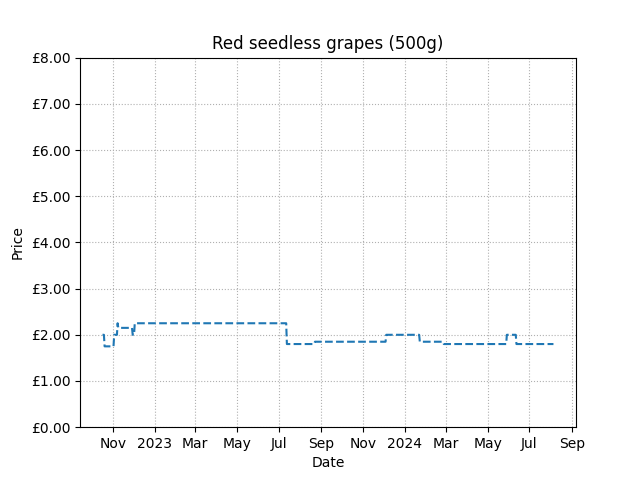 Red seedless grapes (500g)
£8.00
£7.00
£6.00
£5.00
£4.00
£3.00
£2.00
£1.00
£0.00
Price
Nov 2023 Mar May Jul Sep Nov 2024 Mar May Jul Sep
Date